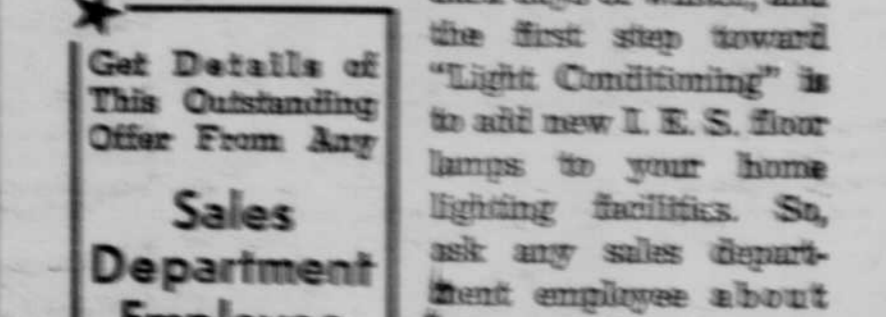 Get Details of
This Outstanding
Offer From Any
Sales
Department
Employee
the first step toward
"Light Conditioning" is
to add new I. E. S. floor
lamps to your home
lighting facilities. So,
ask any sales depart-
ment employee about